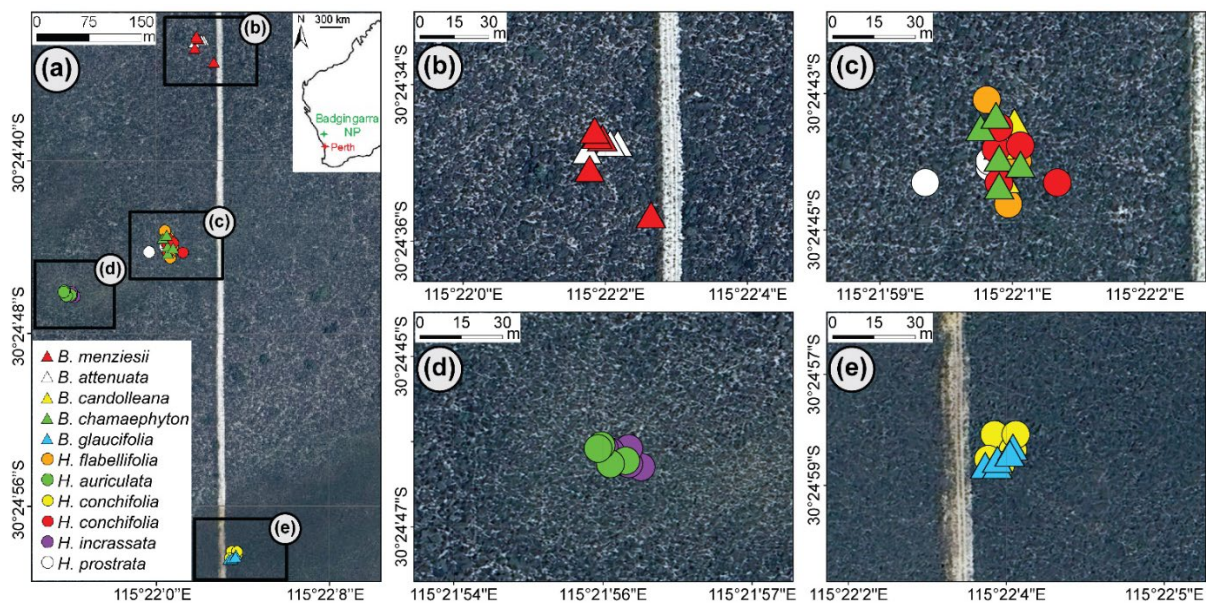 0 75 150
m
(a)
N
300 km
Badgingarra
NP
Perth
(b)
(c)
(d)
(e)
30°24'40"S
30°24'48"S
30°24'56"S
115°22'0"E
115°22'8"E
B. menziesii
B. attenuata
B. candolleana
B. chamaephyton
B. glaucifolia
H. flabellifolia
H. auriculata
H. conchifolia
H. conchifolia
H. incrassata
H. prostrata
0 15 30
m
(b)
30°24'34"S
30°24'36"S
115°22'0"E
115°22'2"E
115°22'4"E
0 15 30
m
(c)
30°24'43"S
30°24'45"S
115°21'59"E
115°22'1"E
115°22'2"E
0 15 30
m
(d)
30°24'45"S
30°24'47"S
115°21'54"E
115°21'56"E
115°21'57"E
0 15 30
m
(e)
30°24'57"S
30°24'59"S
115°22'2"E
115°22'4"E
115°22'5"E